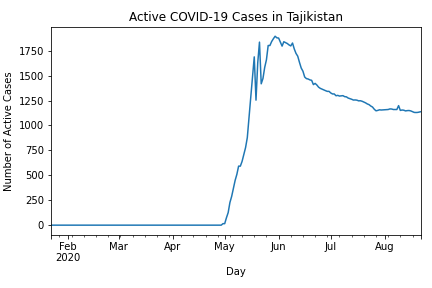 Active COVID-19 Cases in Tajikistan
Number of Active Cases
1750
1500
1250
1000
750
500
250
0
Feb Mar Apr May Jun Jul Aug
2020
Day